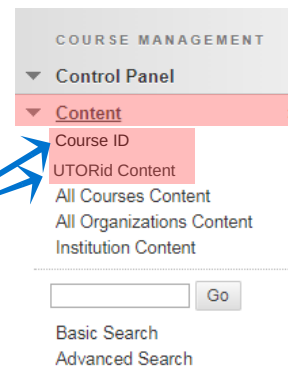 COURSE MANAGEMENT
Control Panel
Content
Course ID
UTORid Content
All Courses Content
All Organizations Content
Institution Content
Go
Basic Search
Advanced Search